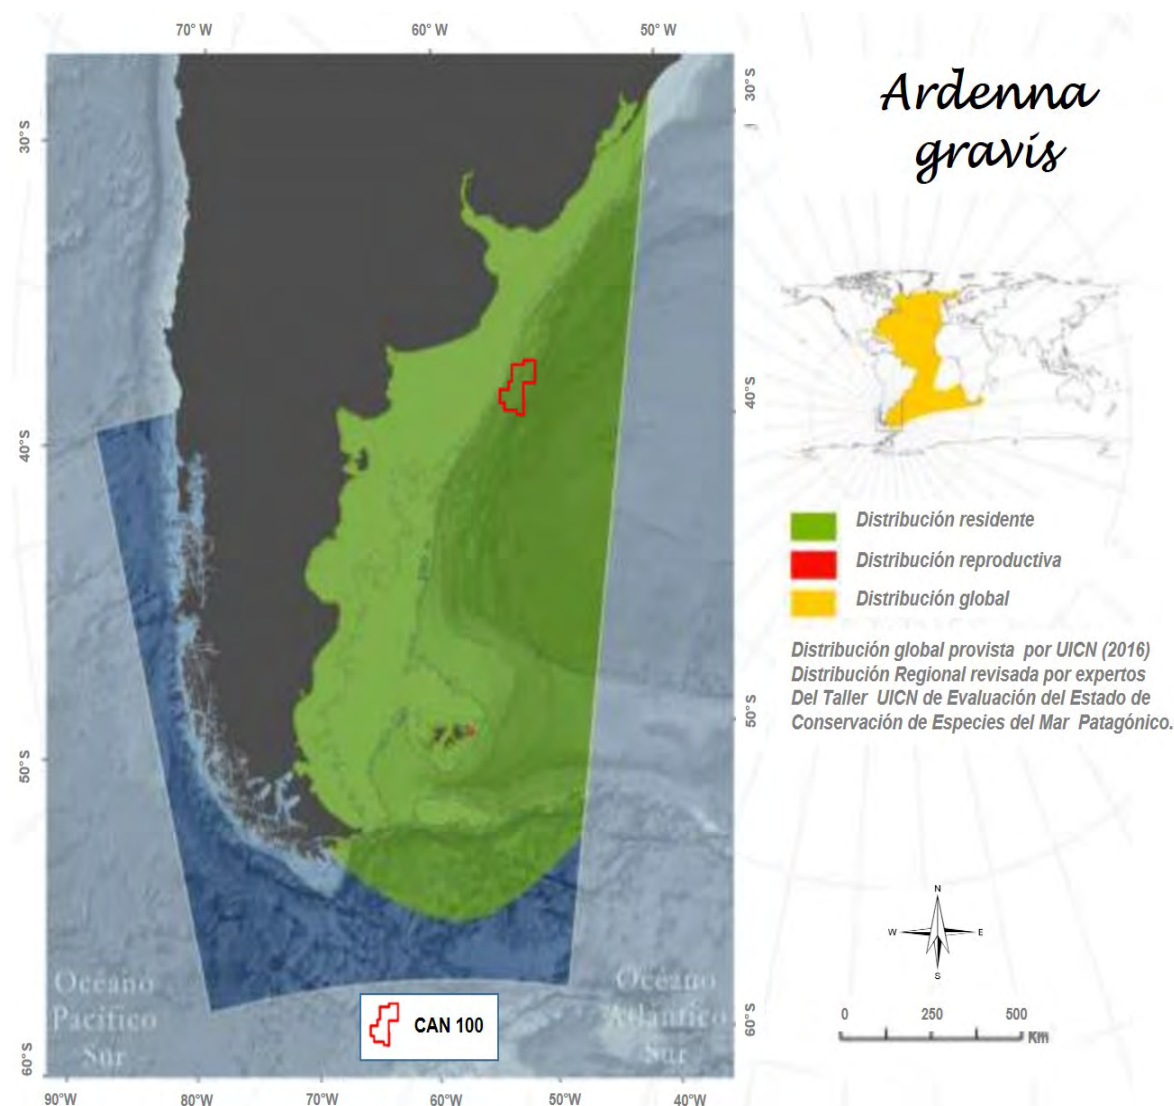 70° W
60° W
50° W
Ardenna
gravis
30°S
30°S
40°S
40°S
50°S
50°S
60°S
60°S
Distribución residente
Distribución reproductiva
Distribución global
Distribución global provista por UICN (2016)
Distribución Regional revisada por expertos
Del Taller UICN de Evaluación del Estado de
Conservación de Especies del Mar Patagónico.
N
W
E
S
Océano
Pacífico
Sur
Océano
Atlántico
Sur
CAN 100
0 250 500
Km
90°W
80° W
70°W
60°W
50°W
40°W